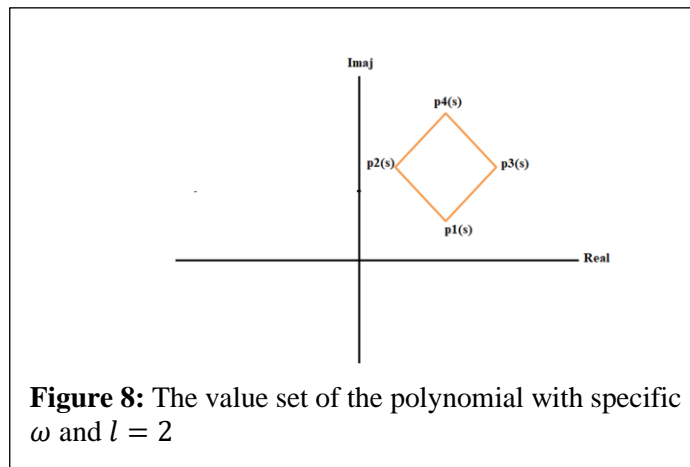 Imaj
p4(s)
p2(s)
p3(s)
p1(s)
Real
Figure 8: The value set of the polynomial with specific
𝜔 and 𝑙 = 2